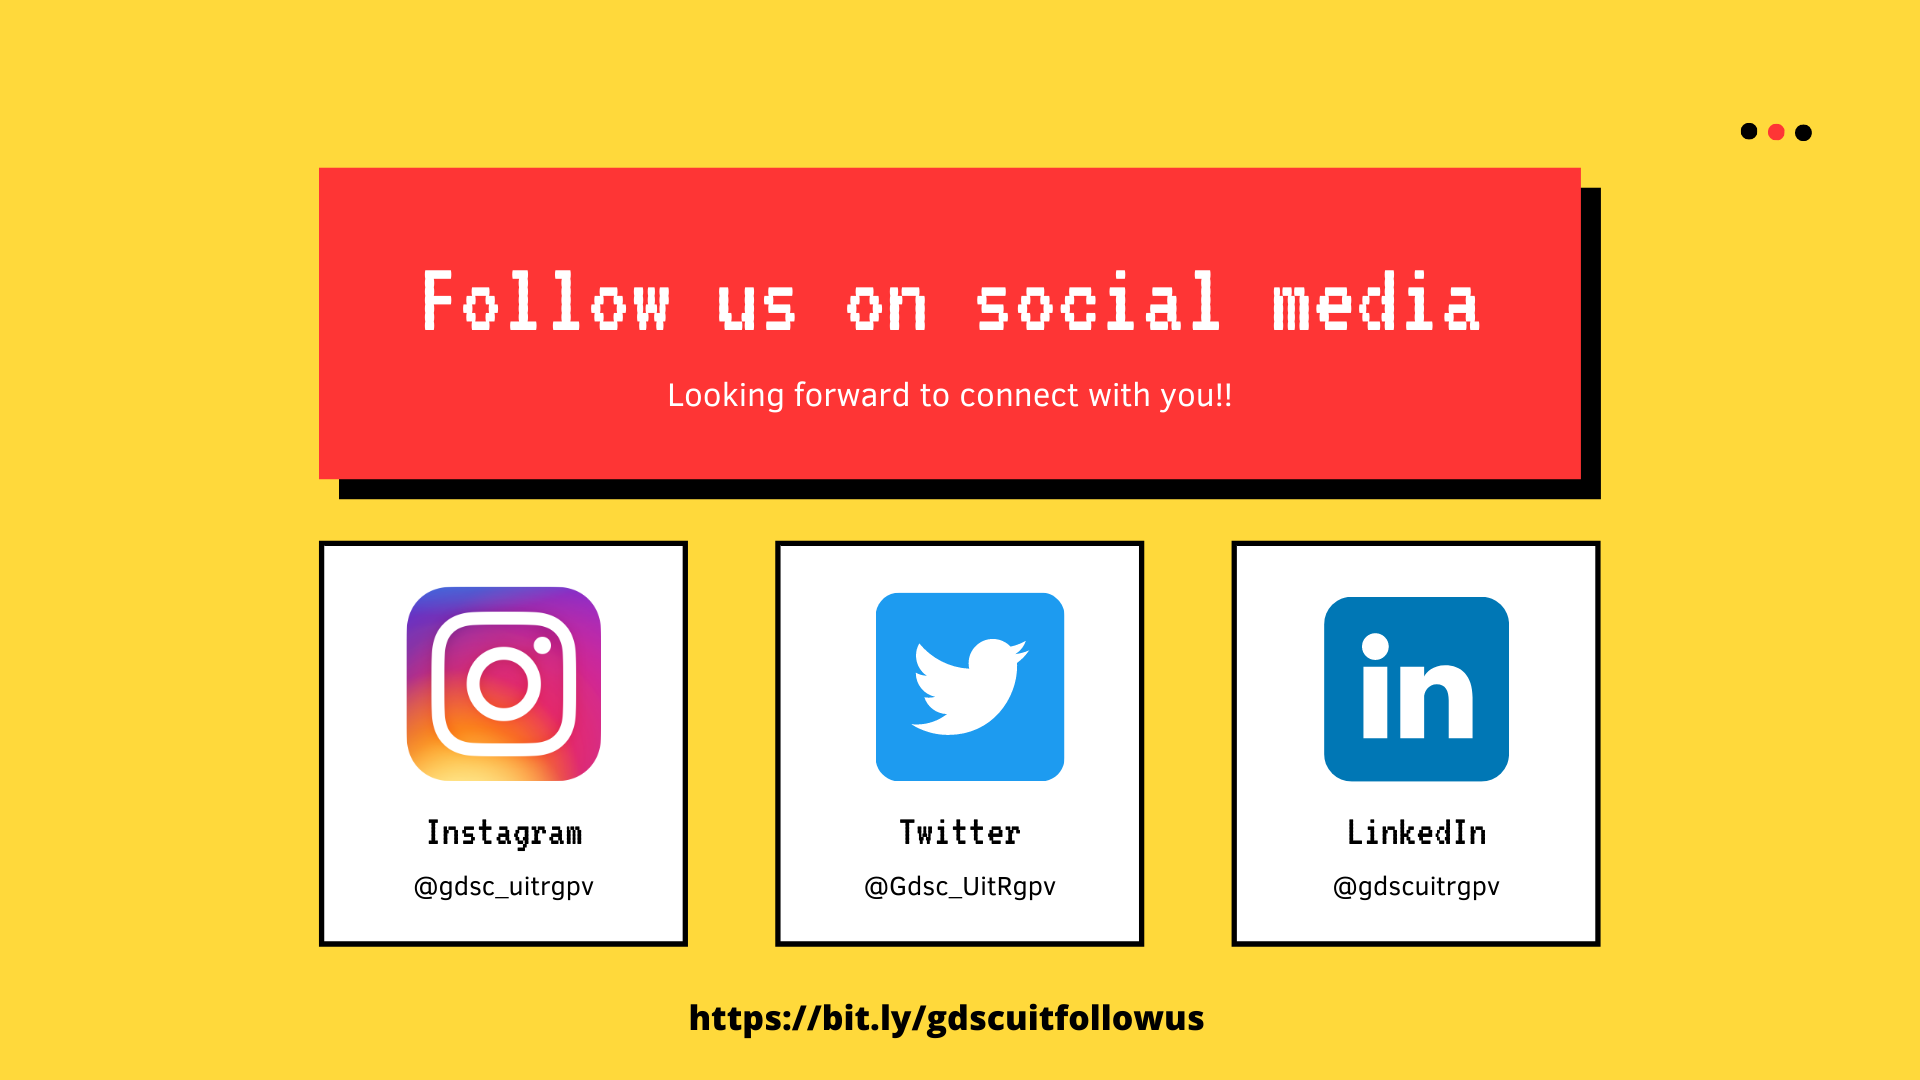 Follow us on social media
Looking forward to connect with you!!
in
Instagram
@gdsc_uitrgpv
Twitter
@Gdsc_UitRgpv
LinkedIn
@gdscuitrgpv
https://bit.ly/gdscuitfollowus